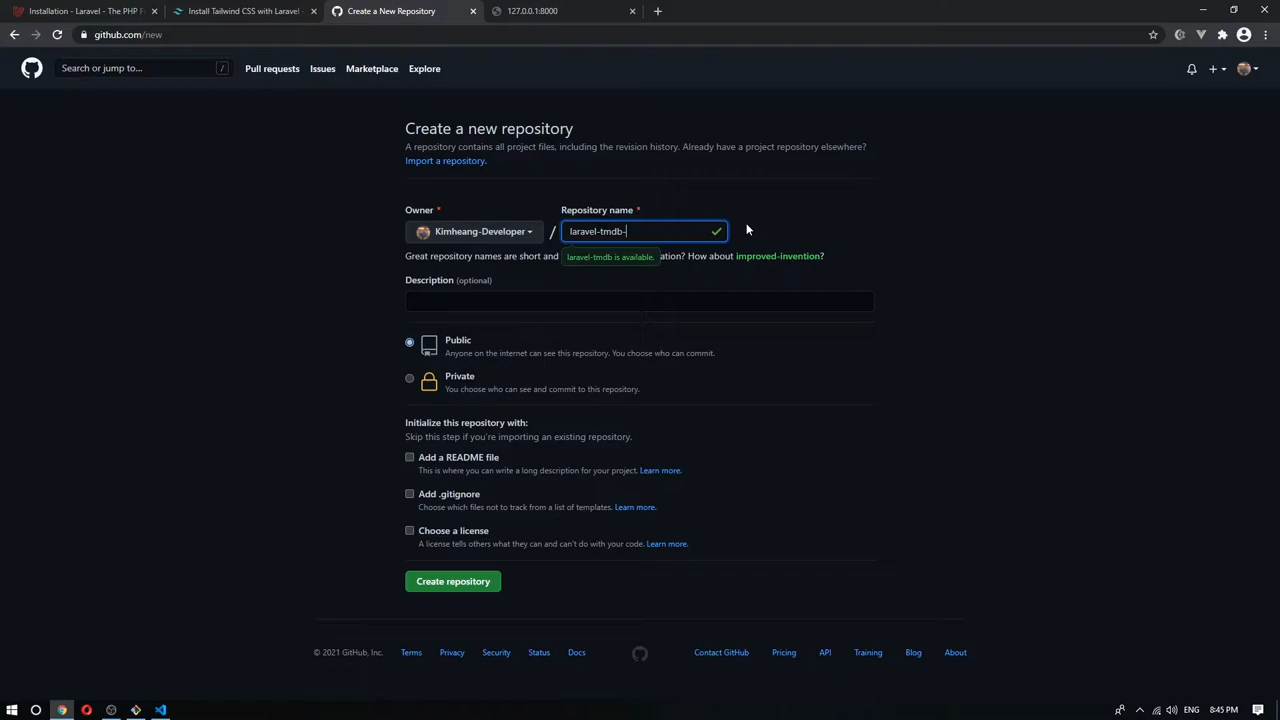 Installation - Laravel - The PHP F
Install Tailwind CSS with Laravel
Create a New Repository
127.0.0.1:8000
github.com/new
Search or jump to...
/
Pull requests
Issues
Marketplace
Explore
Create a new repository
A repository contains all project files, including the revision history. Already have a project repository elsewhere?
Import a repository.
Owner *
Repository name *
Kimheang-Developer
/
laravel-tmdb-
Great repository names are short and
laravel-tmdb is available.
ation? How about improved-invention?
Description (optional)
Public
Anyone on the internet can see this repository. You choose who can commit.
Private
You choose who can see and commit to this repository.
Initialize this repository with:
Skip this step if you're importing an existing repository.
Add a README file
This is where you can write a long description for your project. Learn more.
Add .gitignore
Choose which files not to track from a list of templates. Learn more.
Choose a license
A license tells others what they can and can't do with your code. Learn more.
Create repository
© 2021 GitHub, Inc.
Terms
Privacy
Security
Status
Docs
Contact GitHub
Pricing
API
Training
Blog
About
ENG
8:45 PM